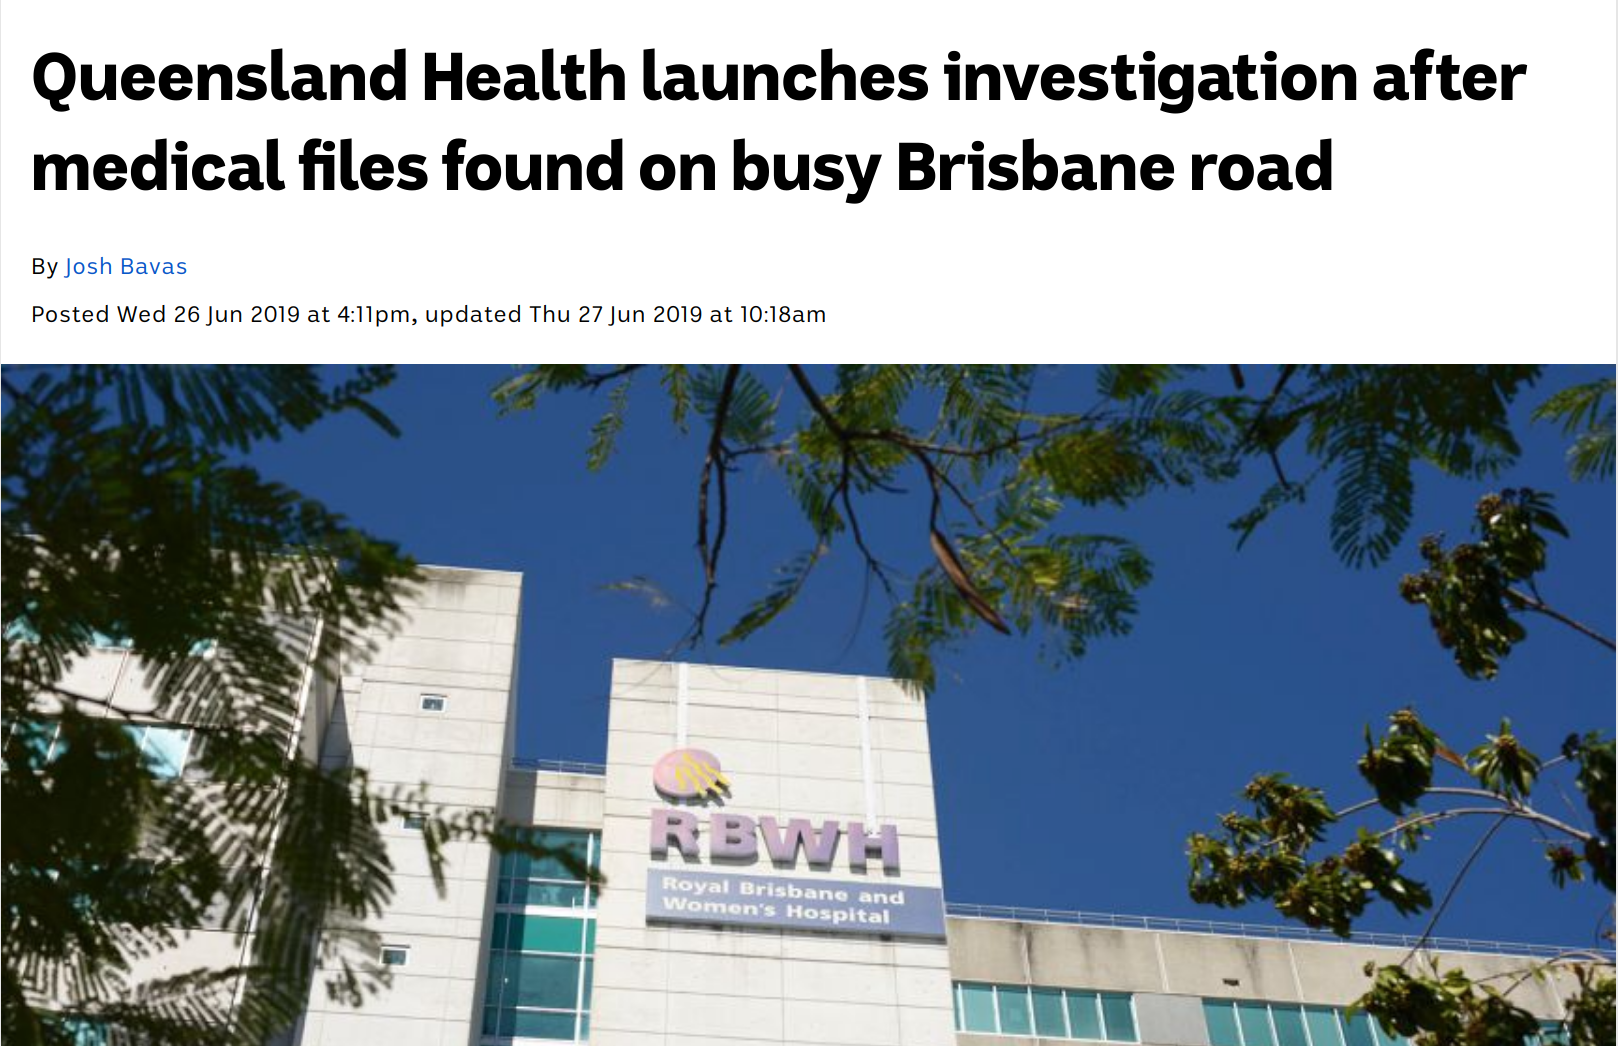 Queensland Health launches investigation after
medical files found on busy Brisbane road
By Josh Bavas
Posted Wed 26 Jun 2019 at 4:11pm, updated Thu 27 Jun 2019 at 10:18am
RBWH
Royal Brisbane and
Women's Hospital